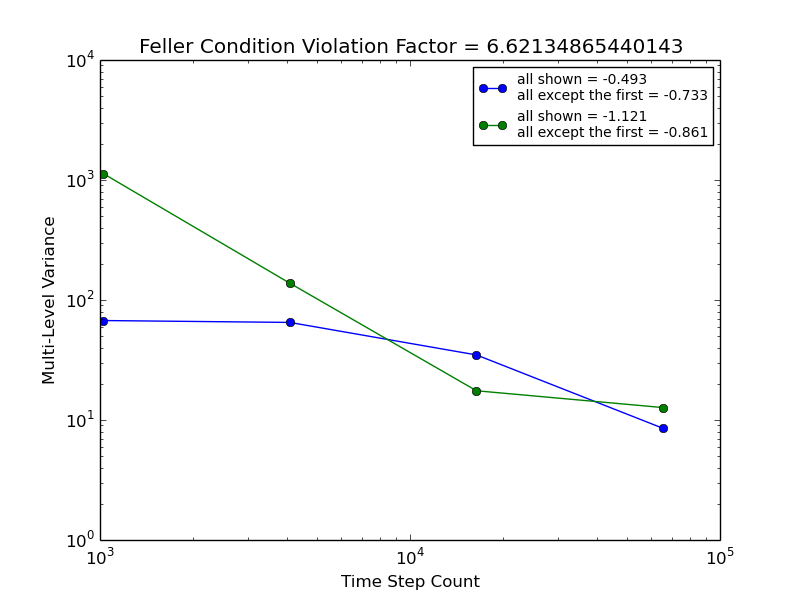 Feller Condition Violation Factor = 6.62134865440143
all shown = -0.493
all except the first = -0.733
all shown = -1.121
all except the first = -0.861
Multi-Level Variance
10^4
10^3
10^2
10^1
10^0
10^3
10^4
10^5
Time Step Count